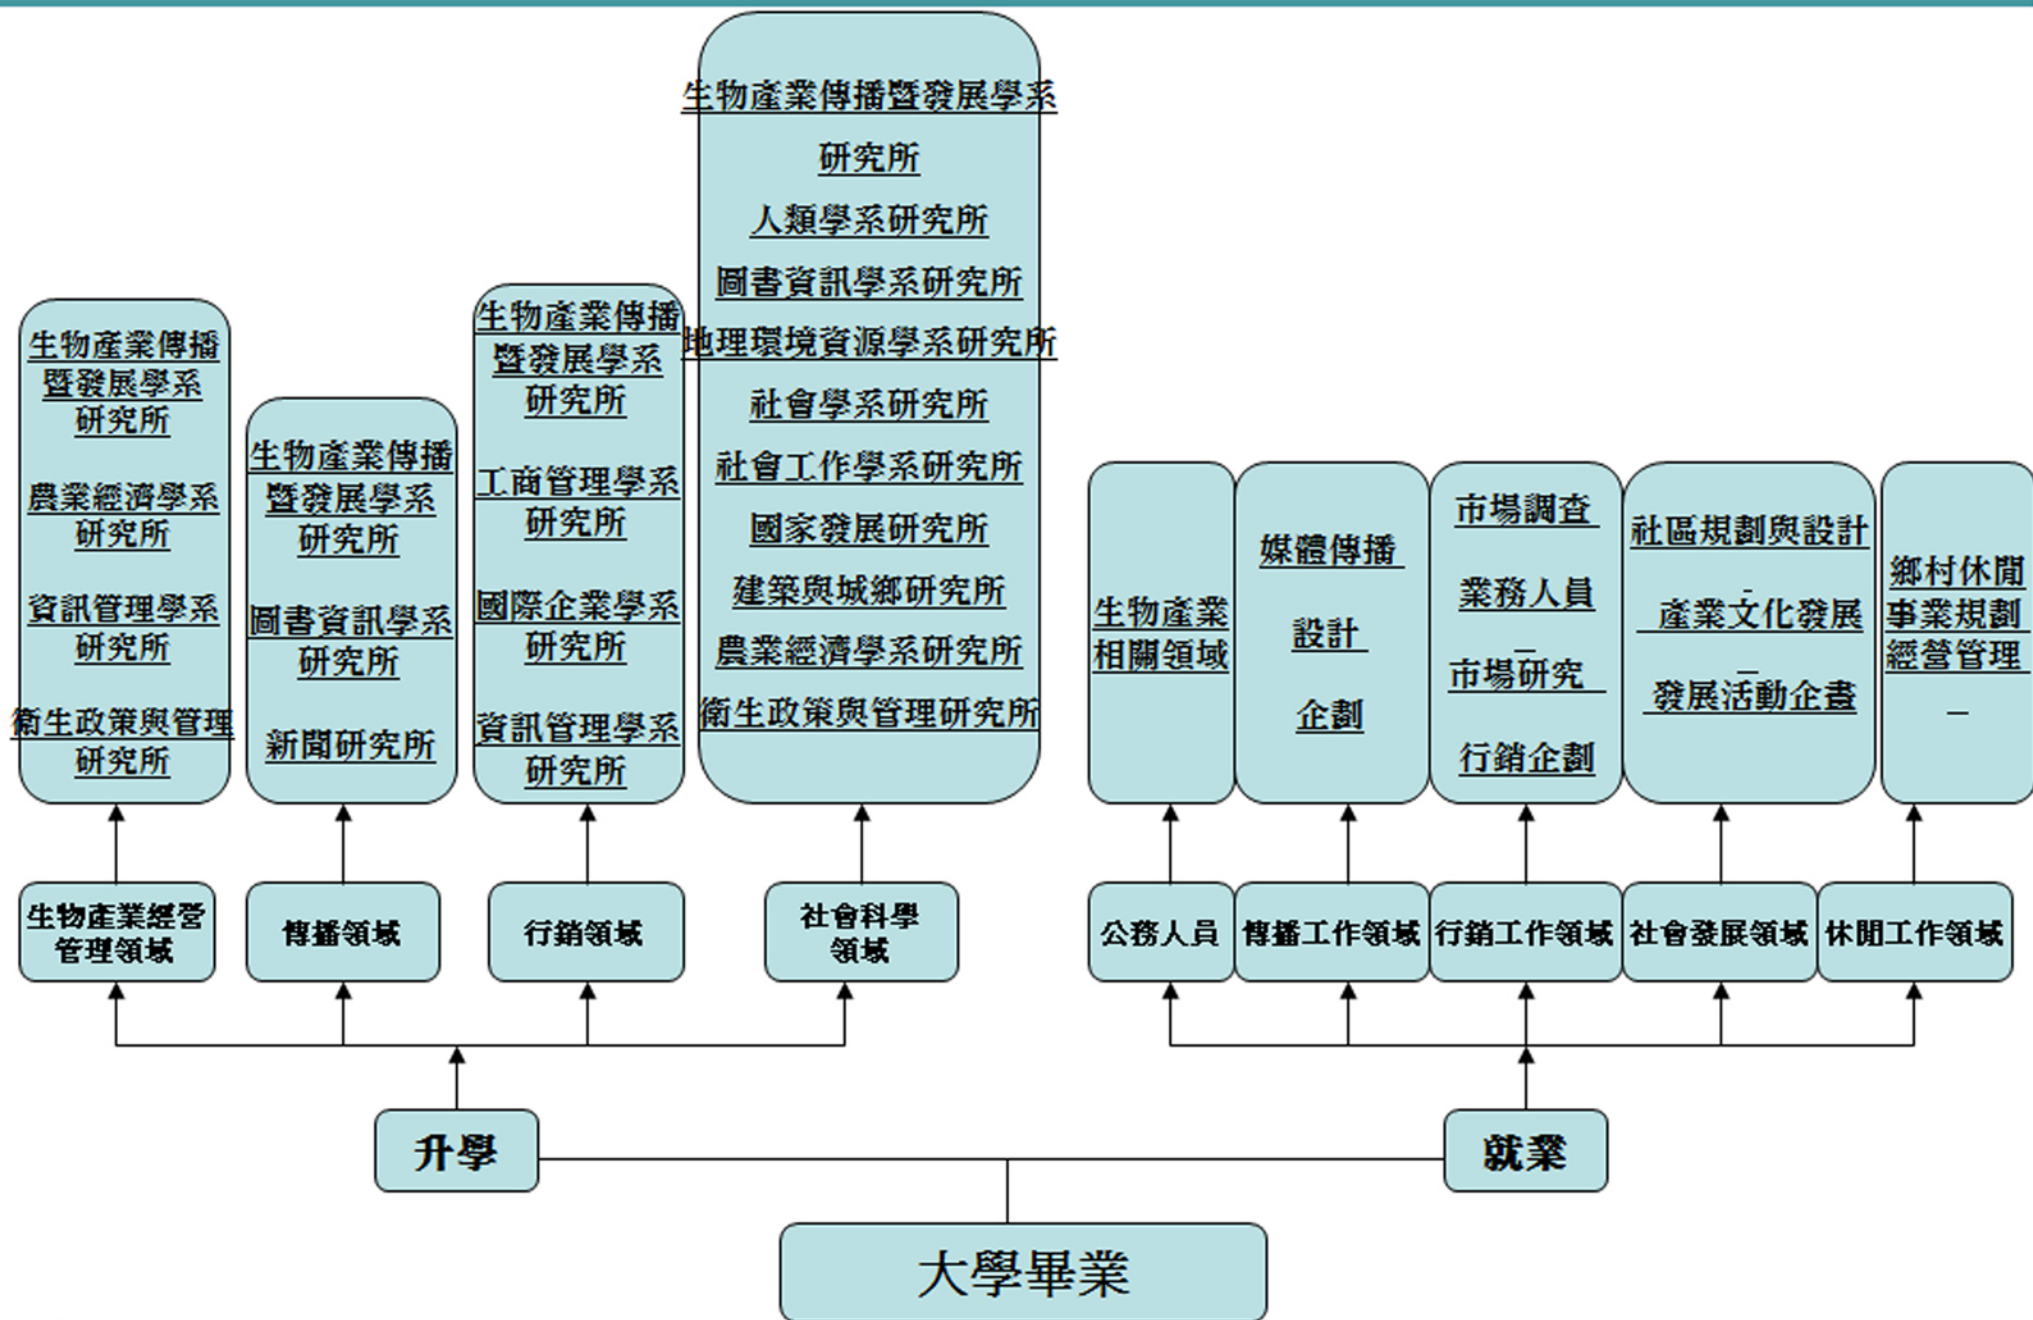 生物產業傳播
暨發展學系
研究所
農業經濟學系
研究所
資訊管理學系
研究所
衛生政策與管理
研究所
生物產業傳播
暨發展學系
研究所
圖書資訊學系
研究所
新聞研究所
生物產業傳播
暨發展學系
研究所
工商管理學系
研究所
國際企業學系
研究所
資訊管理學系
研究所
生物產業傳播暨發展學系
研究所
人類學系研究所
圖書資訊學系研究所
地理環境資源學系研究所
社會學系研究所
社會工作學系研究所
國家發展研究所
建築與城鄉研究所
農業經濟學系研究所
衛生政策與管理研究所
生物產業
相關領域
媒體傳播
設計
企劃
市場調查
業務人員
市場研究
行銷企劃
社區規劃與設計
產業文化發展
發展活動企畫
鄉村休閒
事業規劃
經營管理
生物產業經營
管理領域
傳播領域
行銷領域
社會科學
領域
公務人員
傳播工作領域
行銷工作領域
社會發展領域
休閒工作領域
升學
就業
大學畢業